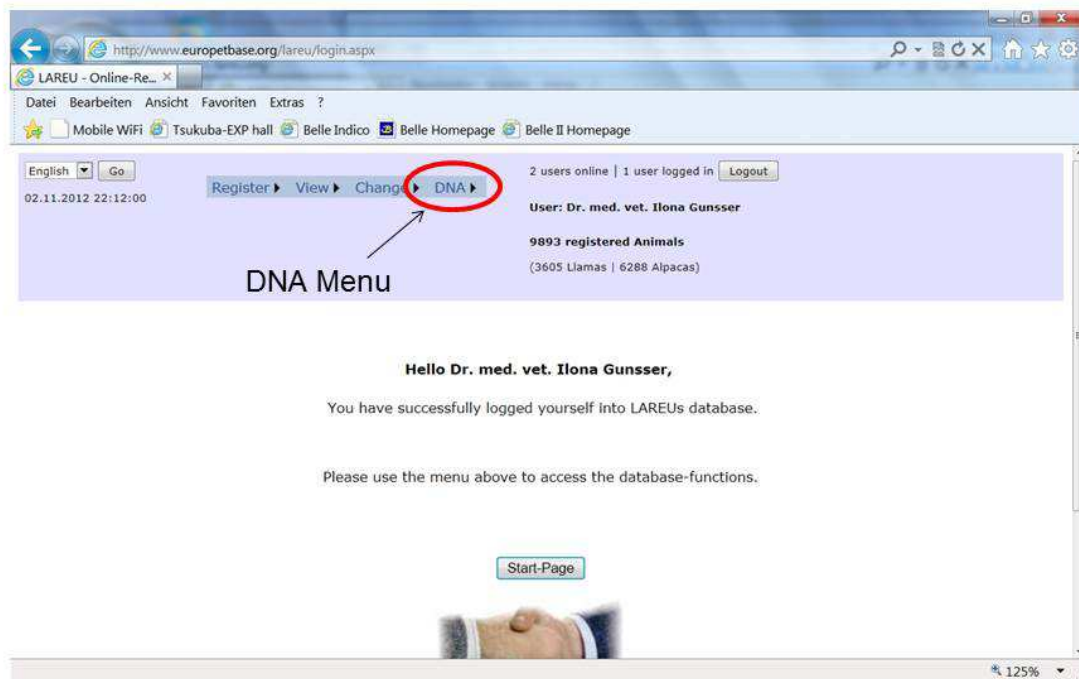 http://www.europetbase.org/lareu/login.aspx
LAREU - Online-Re...
Datei Bearbeiten Ansicht Favoriten Extras ?
Mobile WiFi Tsukuba-EXP hall Belle Indico Belle Homepage Belle II Homepage
English Go
02.11.2012 22:12:00
Register View Change DNA
2 users online | 1 user logged in Logout
User: Dr. med. vet. Ilona Gunsser
9893 registered Animals
(3605 Llamas | 6288 Alpacas)
DNA Menu
Hello Dr. med. vet. Ilona Gunsser,
You have successfully logged yourself into LAREUs database.
Please use the menu above to access the database-functions.
Start-Page
125%